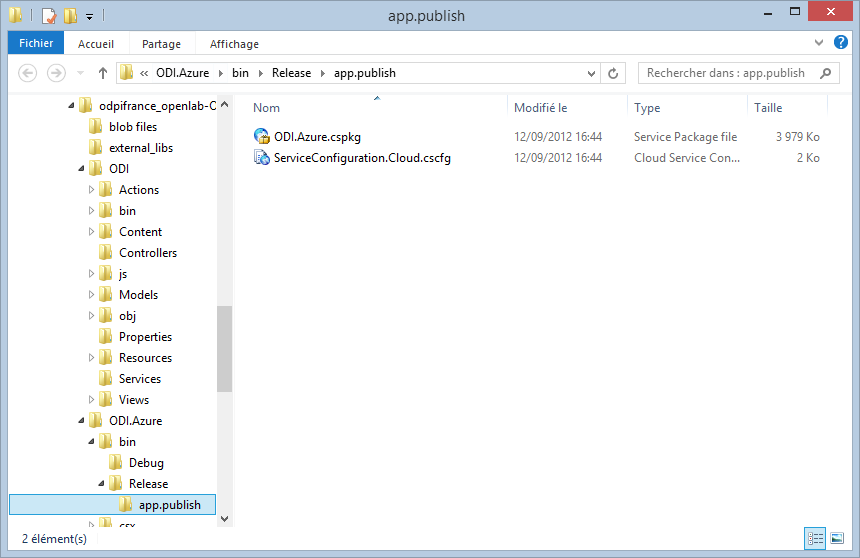 app.publish
Fichier Accueil Partage Affichage
« ODI.Azure bin Release app.publish
Rechercher dans : app.publish
odpifrance_openlab-C
blob files
external_libs
ODI
Actions
bin
Content
Controllers
js
Models
obj
Properties
Resources
Services
Views
ODI.Azure
bin
Debug
Release
app.publish
csx
Nom Modifié le Type Taille
ODI.Azure.cspkg 12/09/2012 16:44 Service Package file 3 979 Ko
ServiceConfiguration.Cloud.cscfg 12/09/2012 16:44 Cloud Service Con... 2 Ko
2 élément(s)